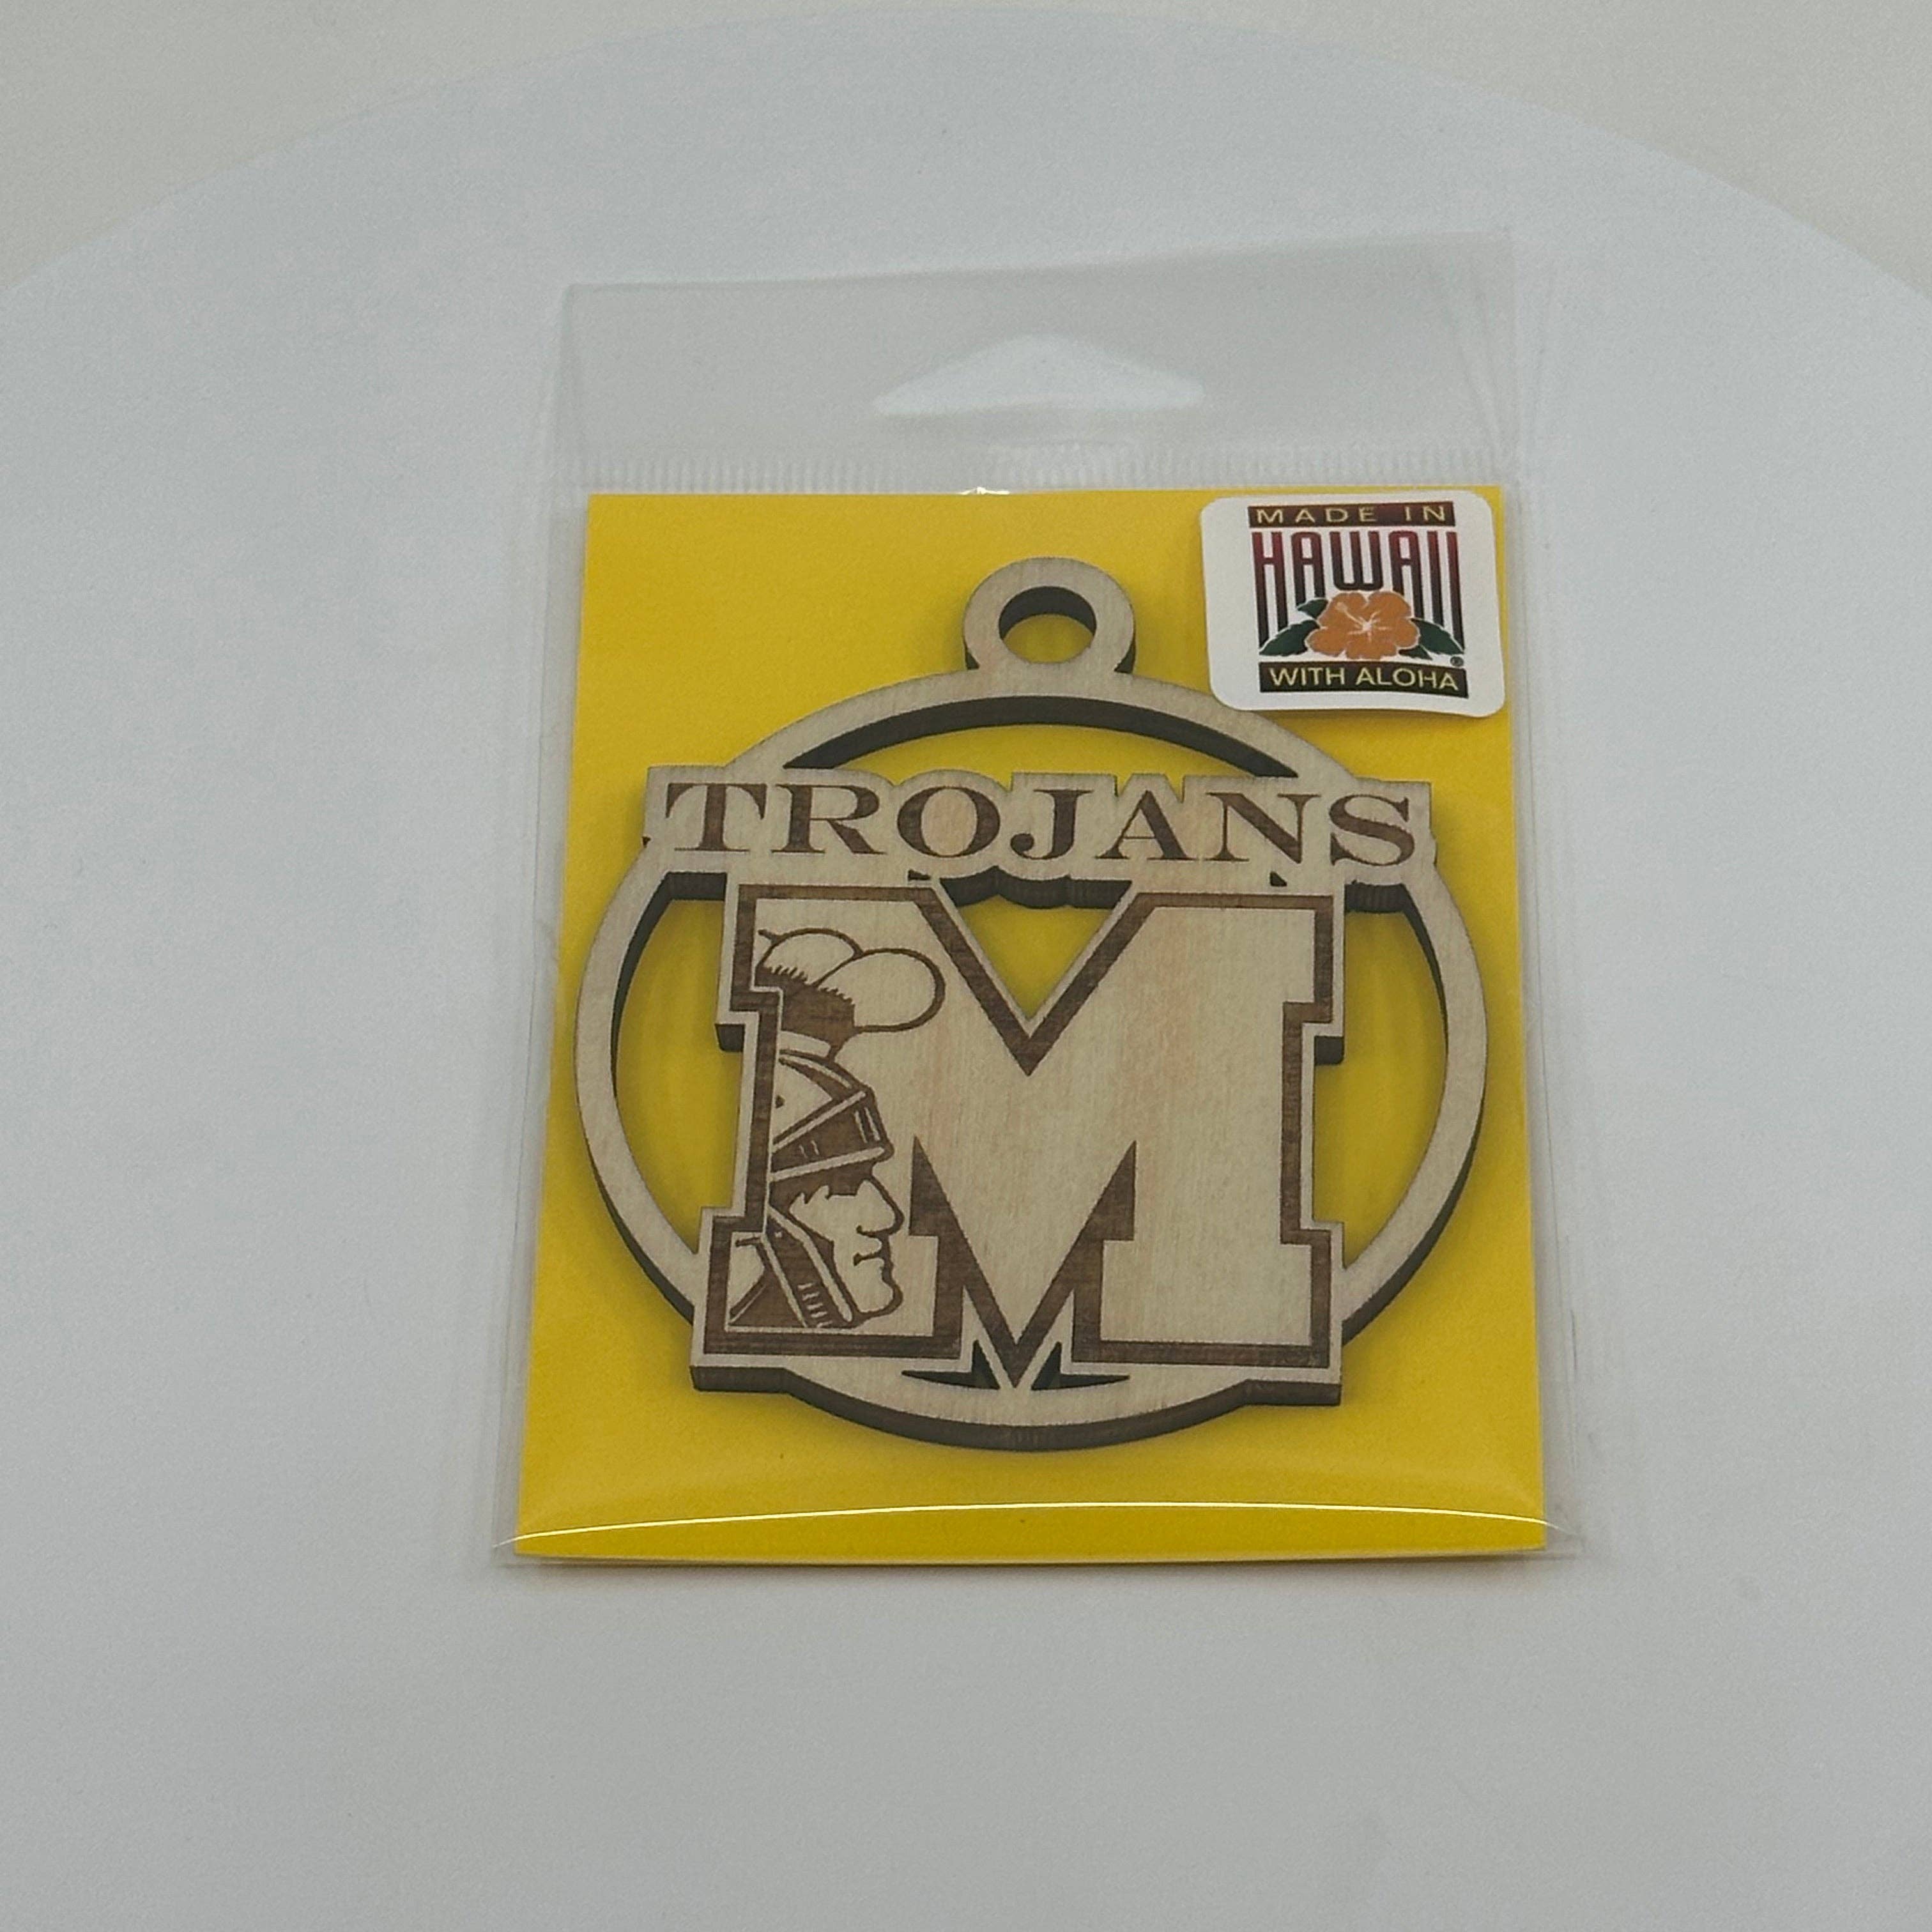 MADE IN
HAWAII
®
WITH ALOHA
TROJANS
M